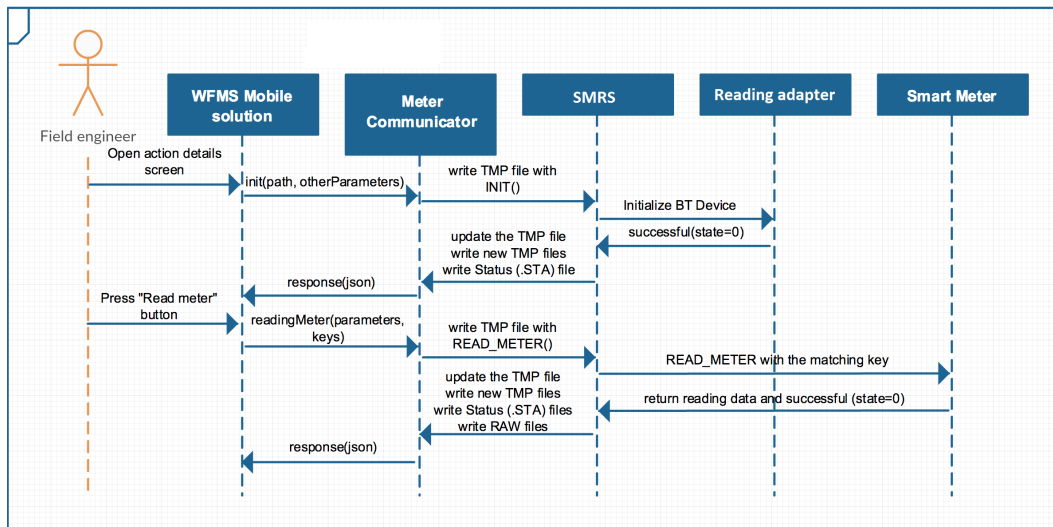 Field engineer
WFMS Mobile
solution
Meter
Communicator
SMRS
Reading adapter
Smart Meter
Open action details
screen
init(path, otherParameters)
write TMP file with
INIT()
Initialize BT Device
successful(state=0)
update the TMP file
write new TMP files
write Status (.STA) file
response(json)
Press "Read meter"
button
readingMeter(parameters,
keys)
write TMP file with
READ_METER()
READ_METER with the matching key
return reading data and successful (state=0)
update the TMP file
write new TMP files
write Status (.STA) files
write RAW files
response(json)